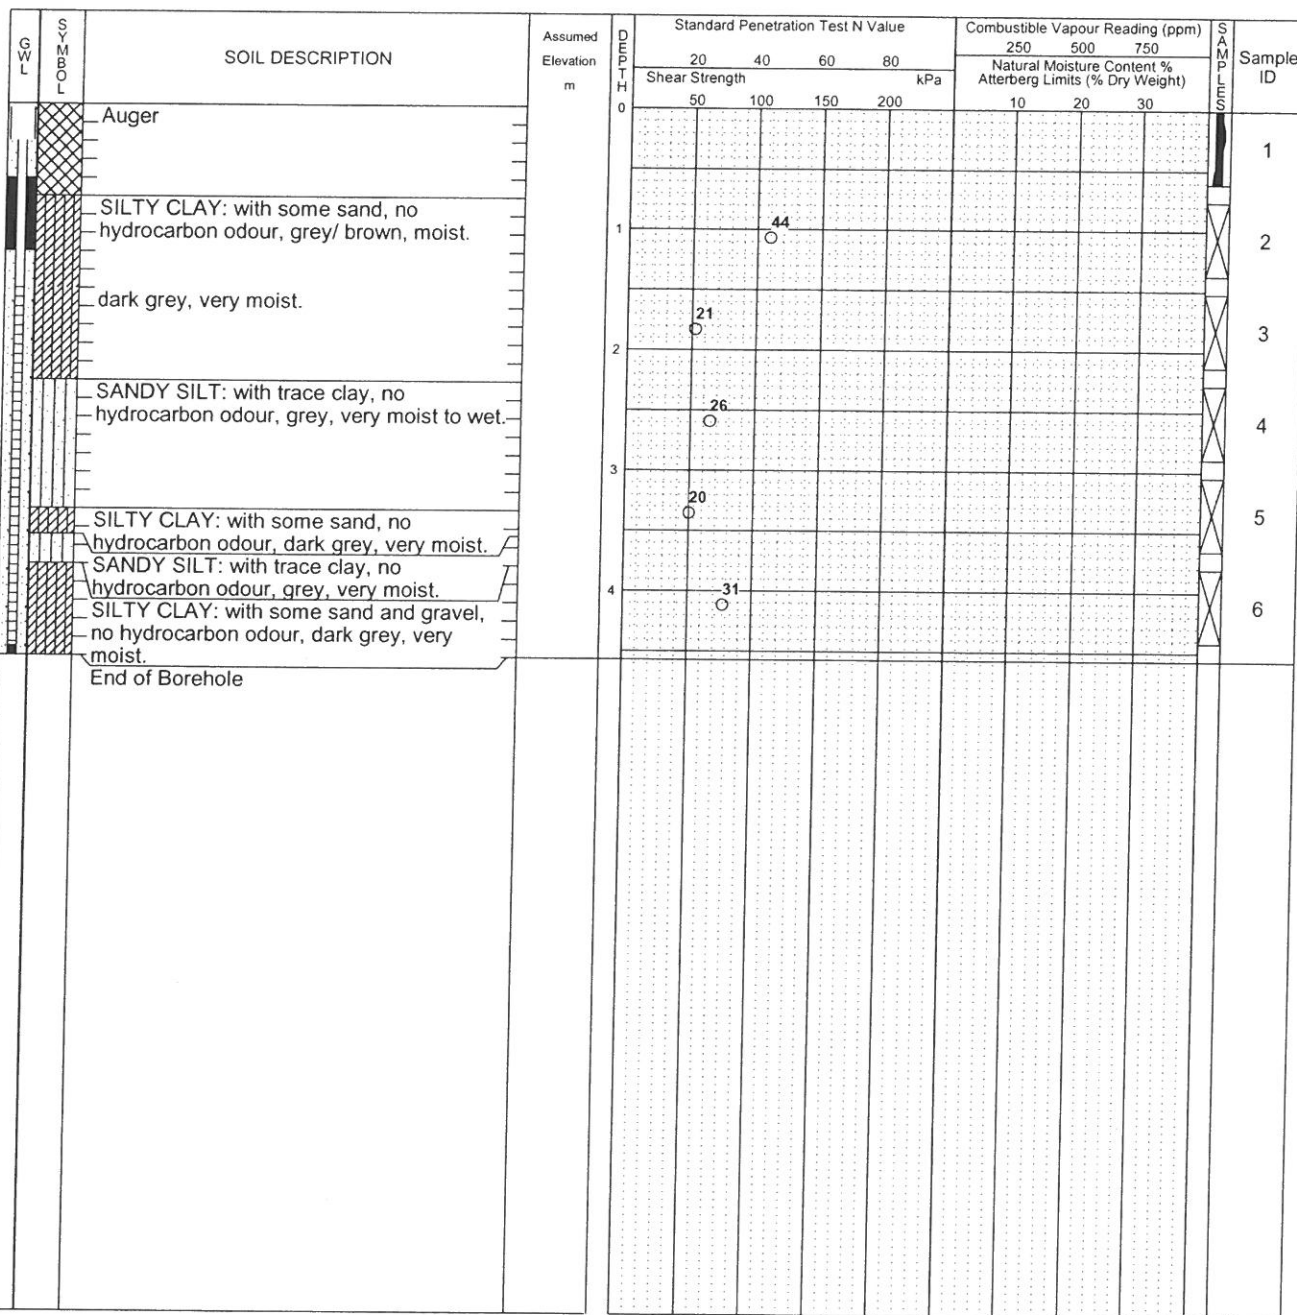 GWL
SYMBOL
SOIL DESCRIPTION
Assumed
Elevation
m
DEPTH
Standard Penetration Test N Value
20 40 60 80
Shear Strength kPa
50 100 150 200
Combustible Vapour Reading (ppm)
250 500 750
Natural Moisture Content %
Atterberg Limits (% Dry Weight)
10 20 30
SAMPLES
Sample
ID
0
Auger
1
SILTY CLAY: with some sand, no
hydrocarbon odour, grey/ brown, moist.
1
44
2
dark grey, very moist.
21
3
2
SANDY SILT: with trace clay, no
hydrocarbon odour, grey, very moist to wet.
26
4
3
20
5
SILTY CLAY: with some sand, no
hydrocarbon odour, dark grey, very moist.
SANDY SILT: with trace clay, no
hydrocarbon odour, grey, very moist.
4
31
6
SILTY CLAY: with some sand and gravel,
no hydrocarbon odour, dark grey, very
moist.
End of Borehole